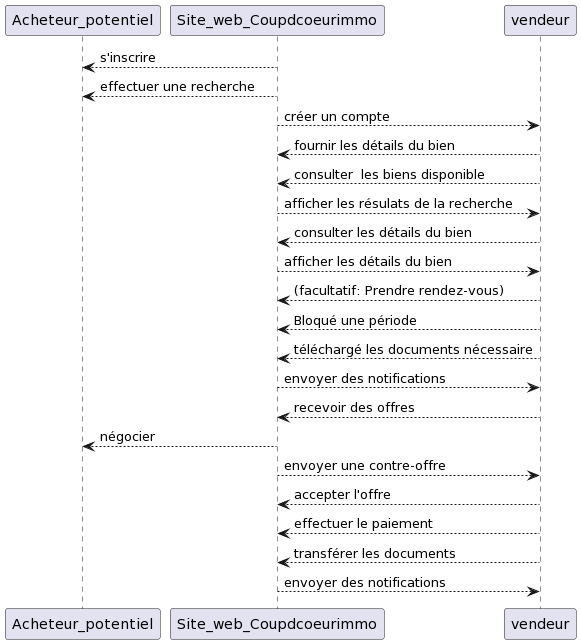 Acheteur_potentiel Site_web_Coupdcoeurimmo vendeur
s'inscrire
effectuer une recherche
créer un compte
fournir les détails du bien
consulter  les biens disponible
afficher les résulats de la recherche
consulter les détails du bien
afficher les détails du bien
(facultatif: Prendre rendez-vous)
Bloqué une période
téléchargé les documents nécessaire
envoyer des notifications
recevoir des offres
négocier
envoyer une contre-offre
accepter l'offre
effectuer le paiement
transférer les documents
envoyer des notifications
Acheteur_potentiel Site_web_Coupdcoeurimmo vendeur